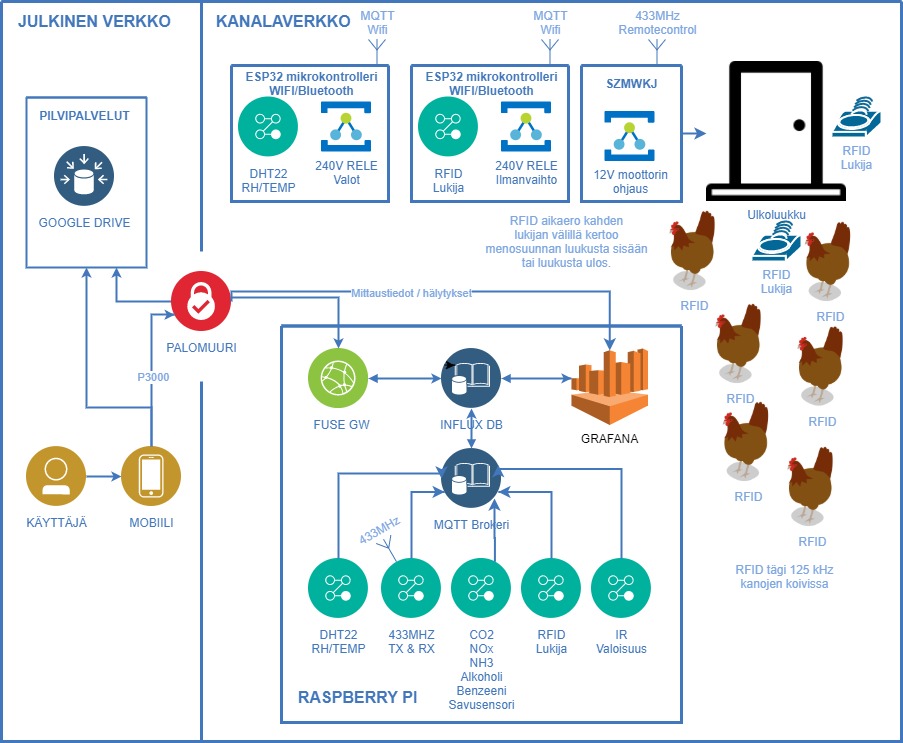 JULKINEN VERKKO
KANALAVERKKO
MQTT
Wifi
MQTT
Wifi
433MHz
Remotecontrol
PILVIPALVELUT
GOOGLE DRIVE
ESP32 mikrokontrolleri
WIFI/Bluetooth
DHT22
RH/TEMP
240V RELE
Valot
ESP32 mikrokontrolleri
WIFI/Bluetooth
RFID
Lukija
240V RELE
Ilmanvaihto
SZMWKJ
12V moottorin
ohjaus
RFID
Lukija
Ulkoluukku
RFID aikaero kahden
lukijan välillä kertoo
menosuunnan luukusta sisään
tai luukusta ulos.
RFID
Lukija
RFID
RFID
RFID
RFID
RFID
RFID
RFID tägi 125 kHz
kanojen koivissa
PALOMUURI
Mittaustiedot / hälytykset
P3000
KÄYTTÄJÄ
MOBIILI
FUSE GW
INFLUX DB
GRAFANA
MQTT Brokeri
433MHz
DHT22
RH/TEMP
433MHZ
TX & RX
CO2
NOx
NH3
Alkoholi
Benzeeni
Savusensori
RFID
Lukija
IR
Valoisuus
RASPBERRY PI